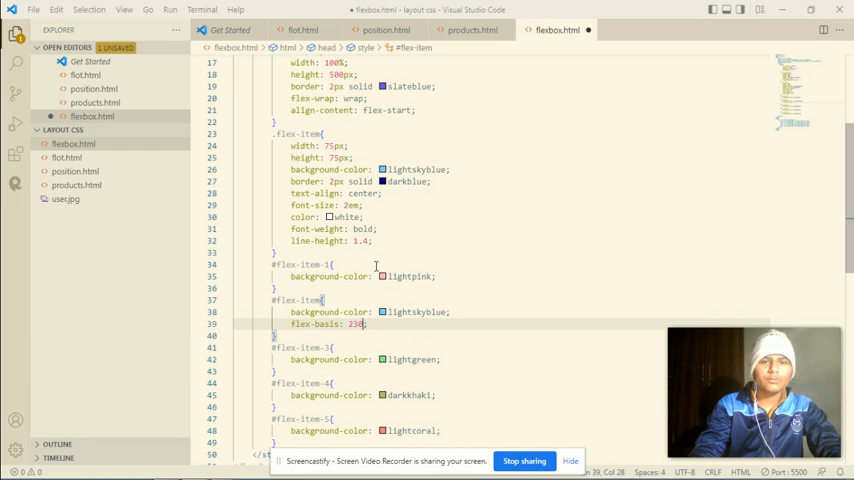 File Edit Selection View Go Run Terminal Help
● flexbox.html - layout css - Visual Studio Code
EXPLORER
Get Started
flot.html
position.html
products.html
flexbox.html
flexbox.html > html > head > style > #flex-item
OPEN EDITORS 1 UNSAVED
Get Started
flot.html
position.html
products.html
flexbox.html
LAYOUT CSS
flexbox.html
flot.html
position.html
products.html
user.jpg
OUTLINE
TIMELINE
17 width: 100%;
18 height: 500px;
19 border: 2px solid slateblue;
20 flex-wrap: wrap;
21 align-content: flex-start;
22 }
23 .flex-item{
24 width: 75px;
25 height: 75px;
26 background-color: lightskyblue;
27 border: 2px solid darkblue;
28 text-align: center;
29 font-size: 2em;
30 color: white;
31 font-weight: bold;
32 line-height: 1.4;
33 }
34 #flex-item-1{
35 background-color: lightpink;
36 }
37 #flex-item{
38 background-color: lightskyblue;
39 flex-basis: 230;
40 }
41 #flex-item-3{
42 background-color: lightgreen;
43 }
44 #flex-item-4{
45 background-color: darkkhaki;
46 }
47 #flex-item-5{
48 background-color: lightcoral;
49 }
50
Screencastify - Screen Video Recorder is sharing your screen.
Stop sharing
Hide
0 0
39, Col 28 Spaces: 4 UTF-8 CRLF HTML Port : 5500